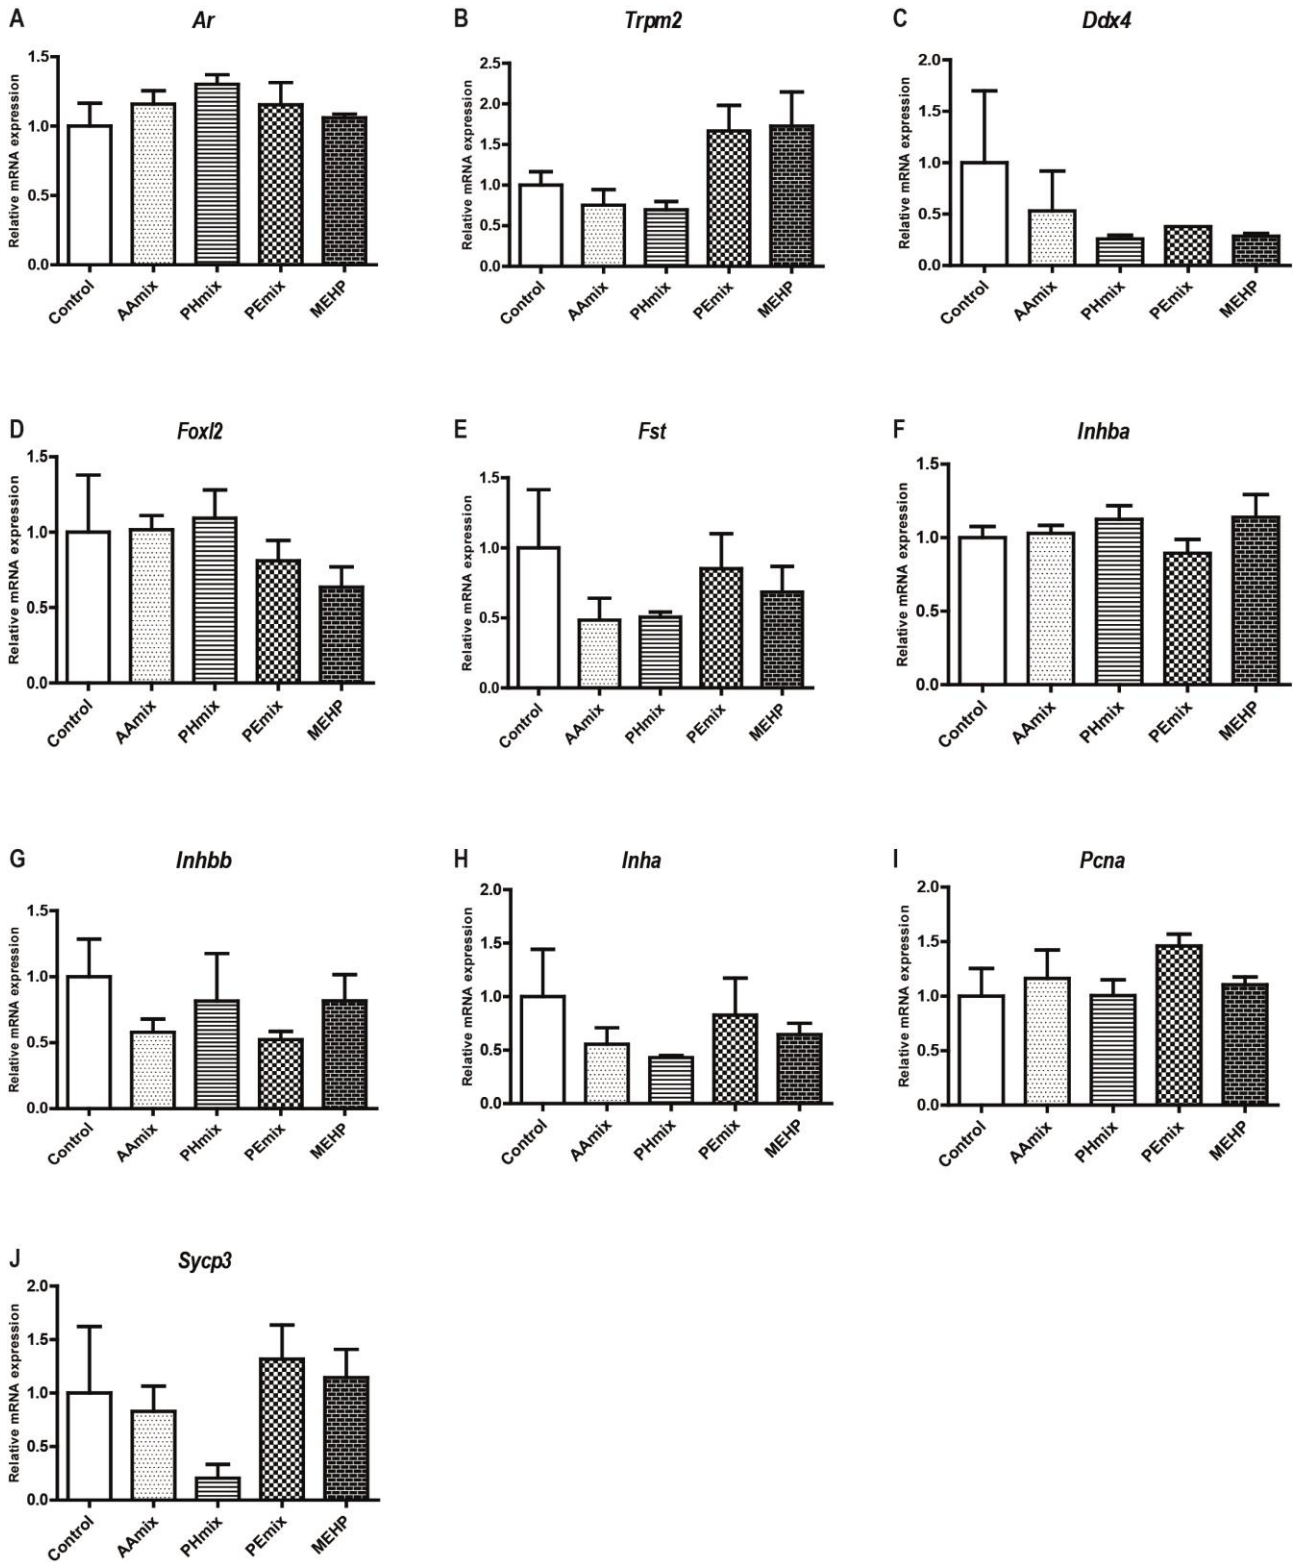 A
Ar
Relative mRNA expression
1.5
1.0
0.5
0.0
Control
AAmix
PHmix
PEmix
MEHP
B
Trpm2
Relative mRNA expression
2.5
2.0
1.5
1.0
0.5
0.0
Control
AAmix
PHmix
PEmix
MEHP
C
Ddx4
Relative mRNA expression
2.0
1.5
1.0
0.5
0.0
Control
AAmix
PHmix
PEmix
MEHP
D
Foxl2
Relative mRNA expression
1.5
1.0
0.5
0.0
Control
AAmix
PHmix
PEmix
MEHP
E
Fst
Relative mRNA expression
1.5
1.0
0.5
0.0
Control
AAmix
PHmix
PEmix
MEHP
F
Inhba
Relative mRNA expression
1.5
1.0
0.5
0.0
Control
AAmix
PHmix
PEmix
MEHP
G
Inhbb
Relative mRNA expression
1.5
1.0
0.5
0.0
Control
AAmix
PHmix
PEmix
MEHP
H
Inha
Relative mRNA expression
2.0
1.5
1.0
0.5
0.0
Control
AAmix
PHmix
PEmix
MEHP
I
Pcna
Relative mRNA expression
2.0
1.5
1.0
0.5
0.0
Control
AAmix
PHmix
PEmix
MEHP
J
Sycp3
Relative mRNA expression
2.0
1.5
1.0
0.5
0.0
Control
AAmix
PHmix
PEmix
MEHP